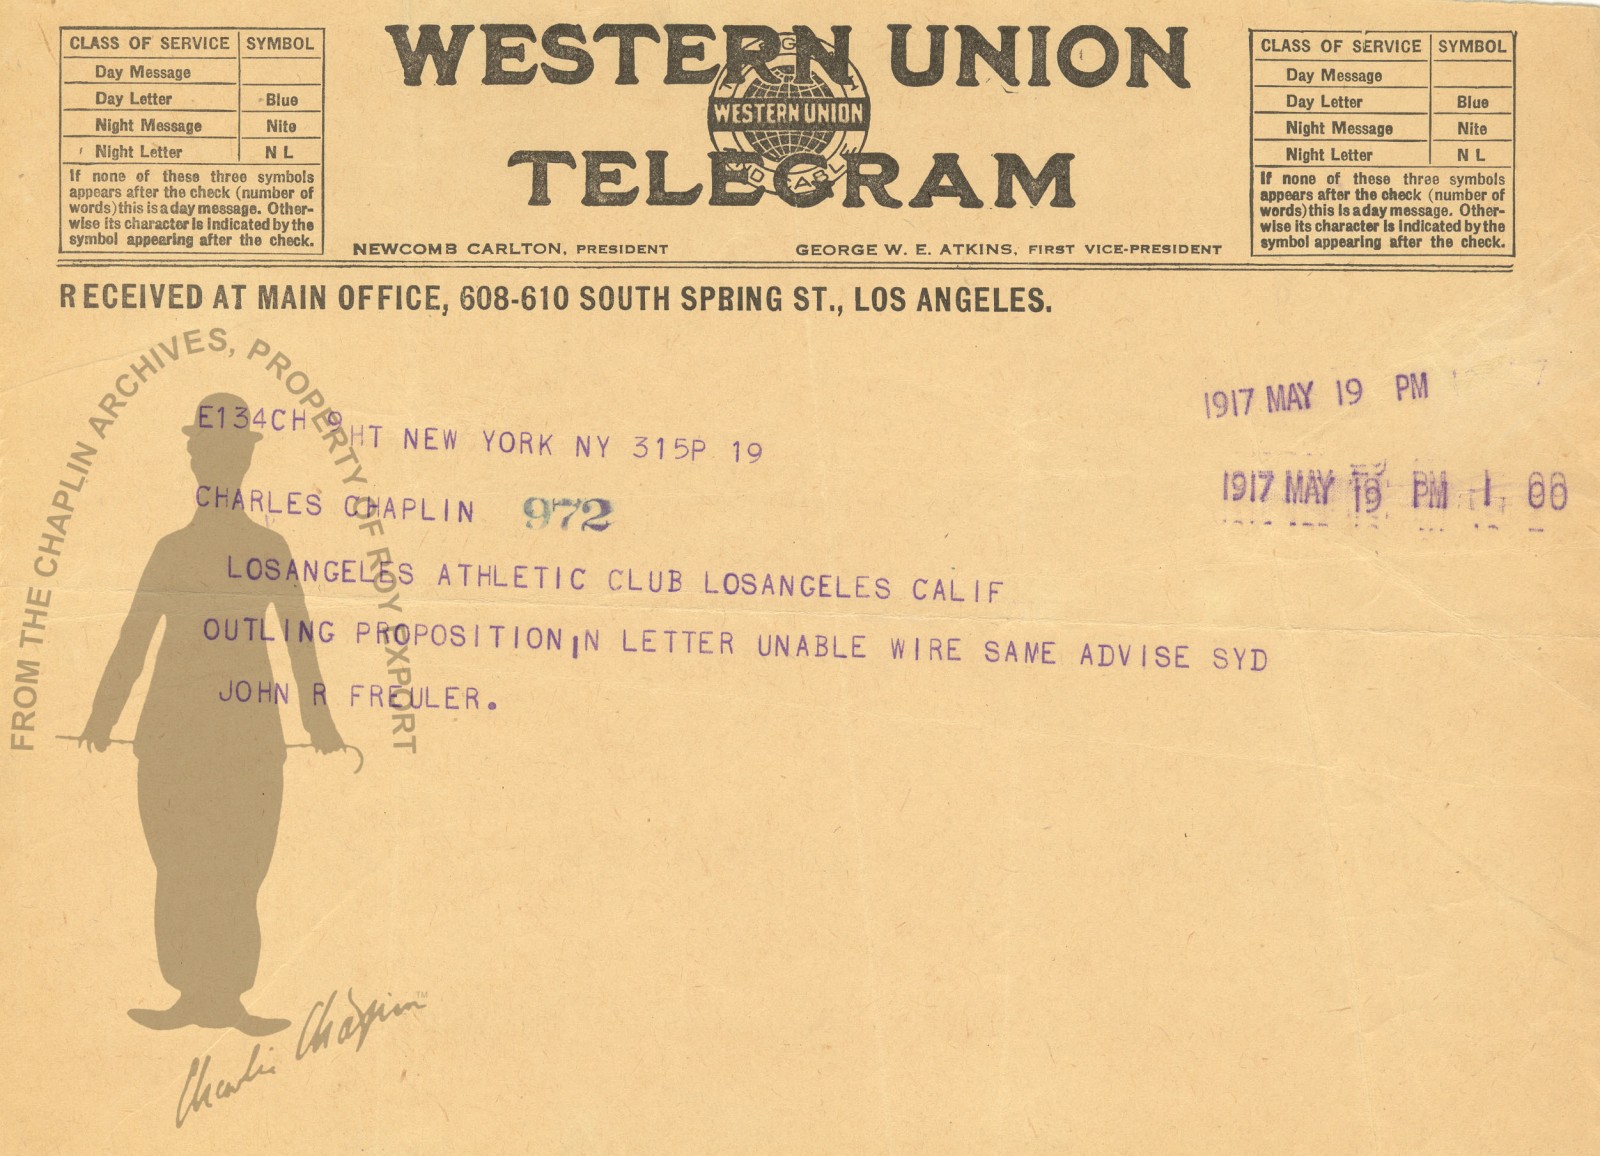 WESTERN UNION
TELEGRAM
WESTERN UNION
CLASS OF SERVICE SYMBOL
Day Message
Day Letter Blue
Night Message Nite
Night Letter N L
If none of these three symbols
appears after the check (number of
words) this is a day message. Other-
wise its character is indicated by the
symbol appearing after the check.
CLASS OF SERVICE SYMBOL
Day Message
Day Letter Blue
Night Message Nite
Night Letter N L
If none of these three symbols
appears after the check (number of
words) this is a day message. Other-
wise its character is indicated by the
symbol appearing after the check.
NEWCOMB CARLTON, PRESIDENT GEORGE W. E. ATKINS, FIRST VICE-PRESIDENT
RECEIVED AT MAIN OFFICE, 608-610 SOUTH SPRING ST., LOS ANGELES.
1917 MAY 19 PM
E134CH 9 HT NEW YORK NY 315P 19
1917 MAY 19 PM 1 00
CHARLES CHAPLIN 972
LOSANGELES ATHLETIC CLUB LOSANGELES CALIF
OUTLING PROPOSITION IN LETTER UNABLE WIRE SAME ADVISE SYD
JOHN R FREULER.
FROM THE CHAPLIN ARCHIVES, PROPERTY OF ROY EXPORT
Charlie Chaplin™